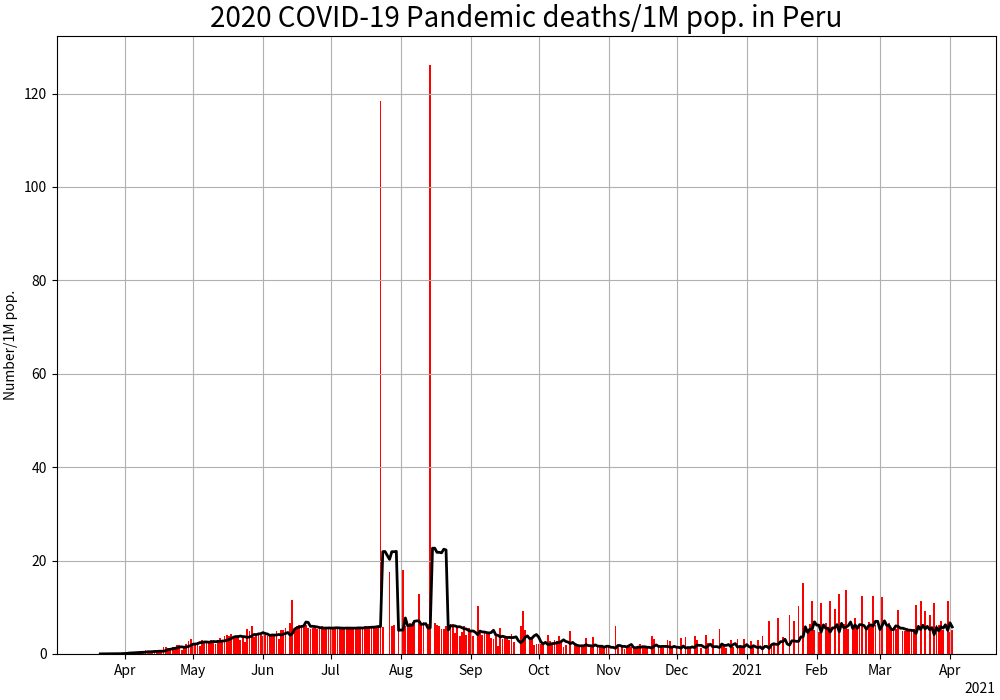 2020 COVID-19 Pandemic deaths/1M pop. in Peru
Number/1M pop.
120
100
80
60
40
20
0
Apr May Jun Jul Aug Sep Oct Nov Dec 2021 Feb Mar Apr
2021